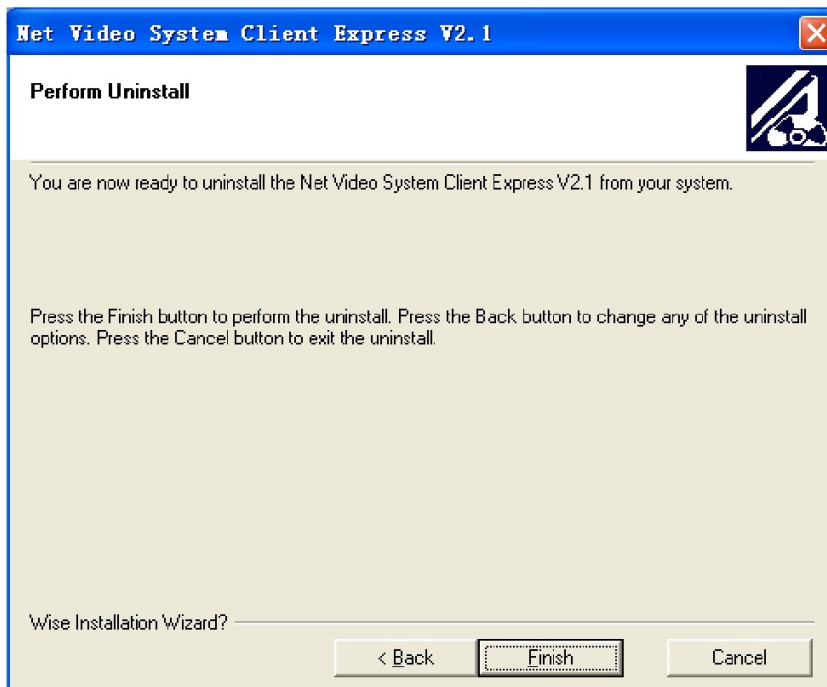 Net Video System Client Express V2.1
Perform Uninstall
You are now ready to uninstall the Net Video System Client Express V2.1 from your system.
Press the Finish button to perform the uninstall. Press the Back button to change any of the uninstall
options. Press the Cancel button to exit the uninstall.
Wise Installation Wizard?
< Back
Finish
Cancel